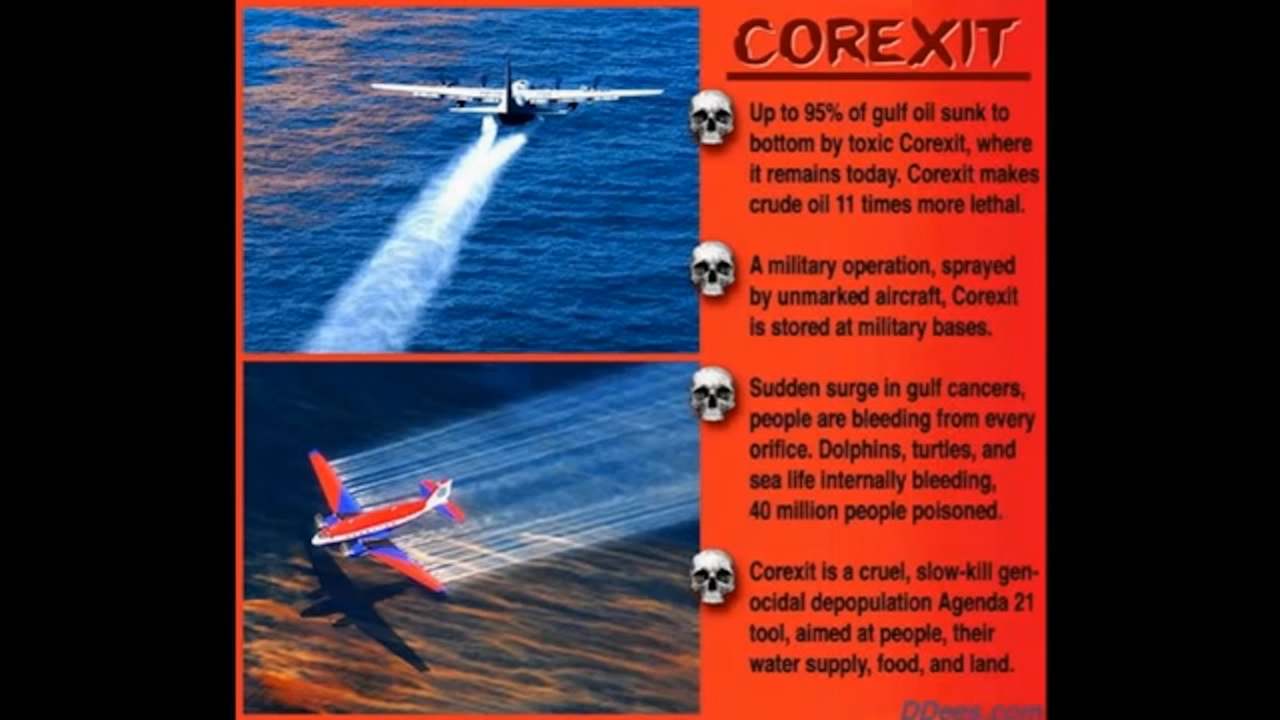 COREXIT
Up to 95% of gulf oil sunk to
bottom by toxic Corexit, where
it remains today. Corexit makes
crude oil 11 times more lethal.
A military operation, sprayed
by unmarked aircraft, Corexit
is stored at military bases.
Sudden surge in gulf cancers,
people are bleeding from every
orifice. Dolphins, turtles, and
sea life internally bleeding,
40 million people poisoned.
Corexit is a cruel, slow-kill gen-
ocidal depopulation Agenda 21
tool, aimed at people, their
water supply, food, and land.